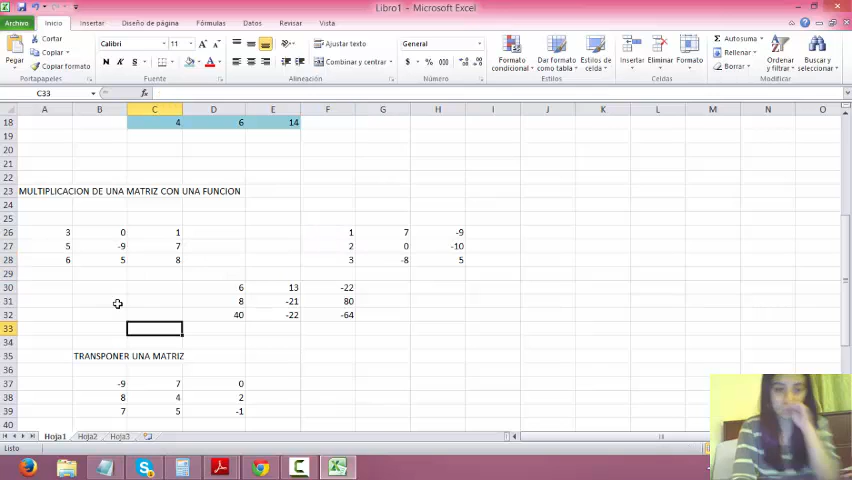 Libro1 - Microsoft Excel
Archivo Inicio Insertar Diseño de página Fórmulas Datos Revisar Vista
Pegar Cortar Copiar Copiar formato
Portapapeles
Calibri 11 N K S
Fuente
Ajustar texto
Combinar y centrar
Alineación
General
$ % 000
Número
Formato condicional Dar formato como tabla Estilos de celda
Estilos
Insertar Eliminar Formato
Celdas
Autosuma Rellenar Borrar
Ordenar y filtrar Buscar y seleccionar
Modificar
C33 fx
A B C D E F G H I J K L M N O
18 4 6 14
19
20
21
22
23 MULTIPLICACION DE UNA MATRIZ CON UNA FUNCION
24
25
26 3 0 1 1 7 -9
27 5 -9 7 2 0 -10
28 6 5 8 3 -8 5
29
30 6 13 -22
31 8 -21 80
32 40 -22 -64
33
34
35 TRANSPONER UNA MATRIZ
36
37 -9 7 0
38 8 4 2
39 7 5 -1
40
Hoja1 Hoja2 Hoja3
Listo